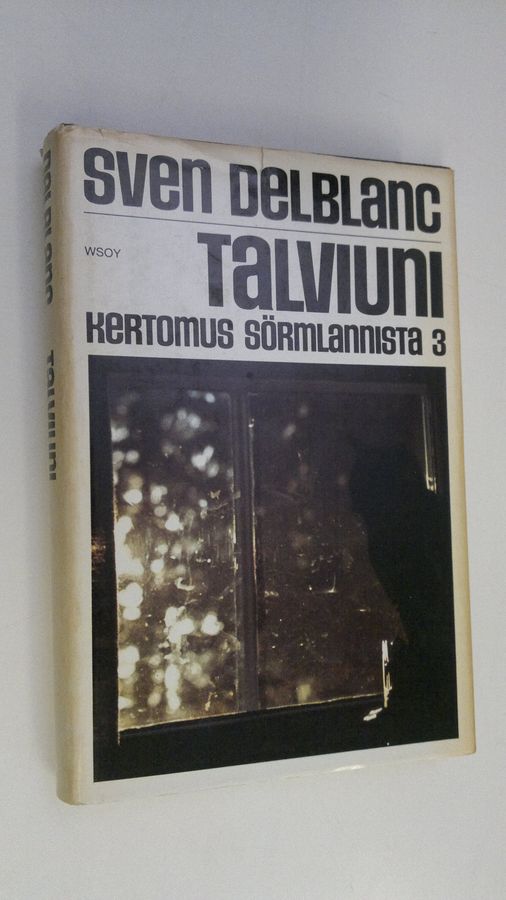 Sven Delblanc
WSOY
Talviuni
Kertomus Sörmlannista 3
Delblanc Talviuni